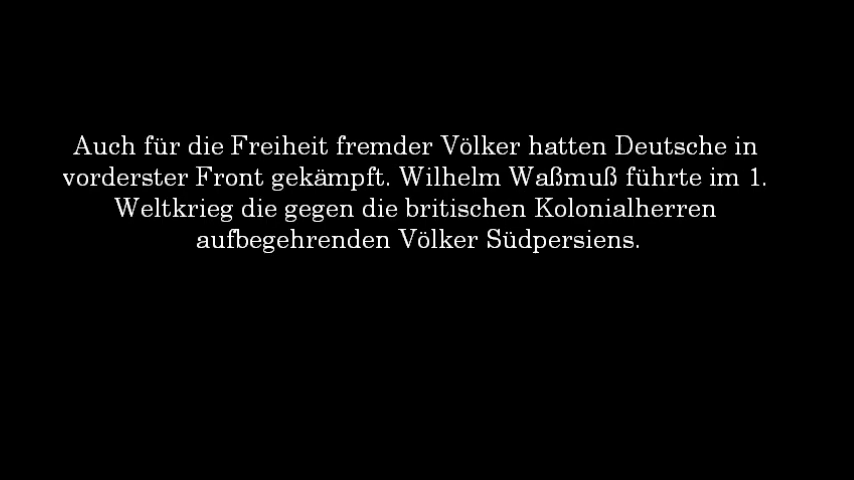 Auch für die Freiheit fremder Völker hatten Deutsche in
vorderster Front gekämpft. Wilhelm Waßmuß führte im 1.
Weltkrieg die gegen die britischen Kolonialherren
aufbegehrenden Völker Südpersiens.